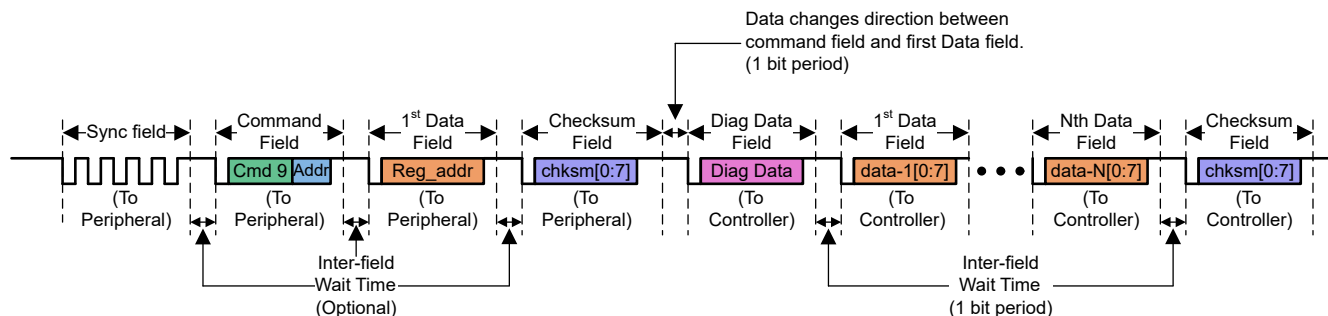 Data changes direction between
command field and first Data field.
(1 bit period)
Sync field
Command
Field
1st Data
Field
Checksum
Field
Diag Data
Field
1st Data
Field
Nth Data
Field
Checksum
Field
Cmd 9
Addr
Reg_addr
chksm[0:7]
Diag Data
data-1[0:7]
data-N[0:7]
chksm[0:7]
(To
Peripheral)
(To
Peripheral)
(To
Peripheral)
(To
Peripheral)
(To
Controller)
(To
Controller)
(To
Controller)
(To
Controller)
Inter-field
Wait Time
(Optional)
Inter-field
Wait Time
(1 bit period)